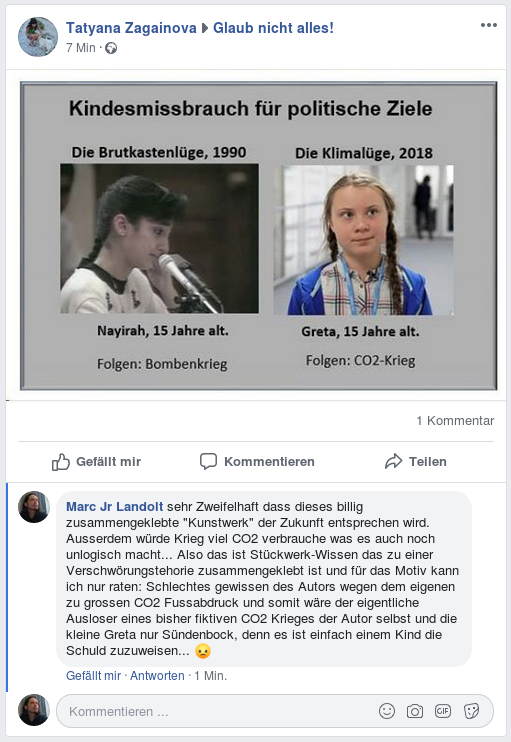 Tatyana Zagainova ▶ Glaub nicht alles!
7 Min ·
Kindesmissbrauch für politische Ziele
Die Brutkastenlüge, 1990
Die Klimalüge, 2018
Nayirah, 15 Jahre alt.
Greta, 15 Jahre alt.
Folgen: Bombenkrieg
Folgen: CO2-Krieg
1 Kommentar
Gefällt mir
Kommentieren
Teilen
Marc Jr Landolt sehr Zweifelhaft dass dieses billig
zusammengeklebte "Kunstwerk" der Zukunft entsprechen wird.
Ausserdem würde Krieg viel CO2 verbrauche was es auch noch
unlogisch macht... Also das ist Stückwerk-Wissen das zu einer
Verschwörungstehorie zusammengeklebt ist und für das Motiv kann
ich nur raten: Schlechtes gewissen des Autors wegen dem eigenen
zu grossen CO2 Fussabdruck und somit wäre der eigentliche
Ausloser eines bisher fiktiven CO2 Krieges der Autor selbst und die
kleine Greta nur Sündenbock, denn es ist einfach einem Kind die
Schuld zuzuweisen... 😠
Gefällt mir · Antworten · 1 Min.
Kommentieren ...
GIF